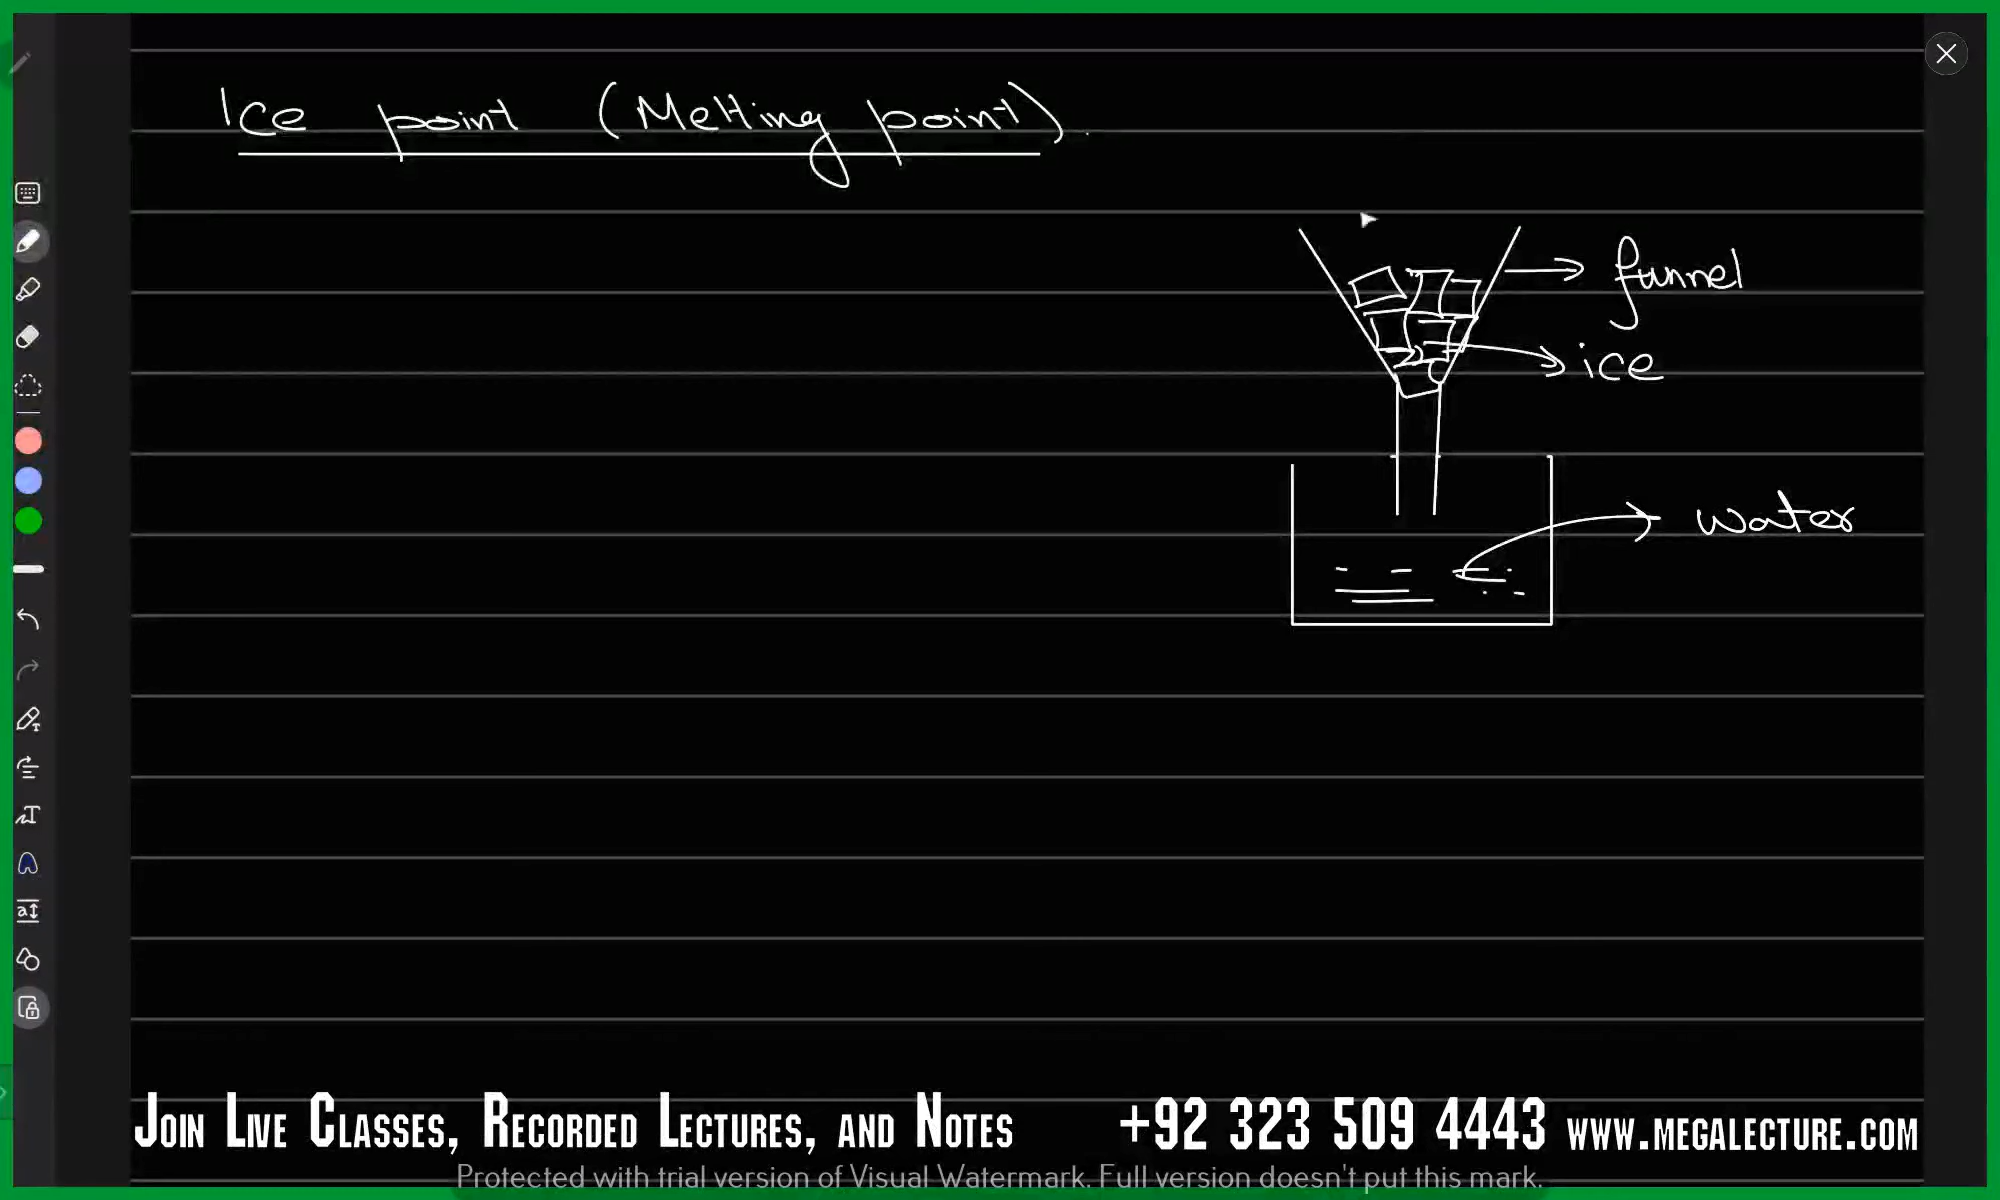 Ice point (Melting point).
funnel
ice
water
JOIN LIVE CLASSES, RECORDED LECTURES, AND NOTES +92 323 509 4443 WWW.MEGALECTURE.COM
Protected with trial version of Visual Watermark. Full version doesn't put this mark.